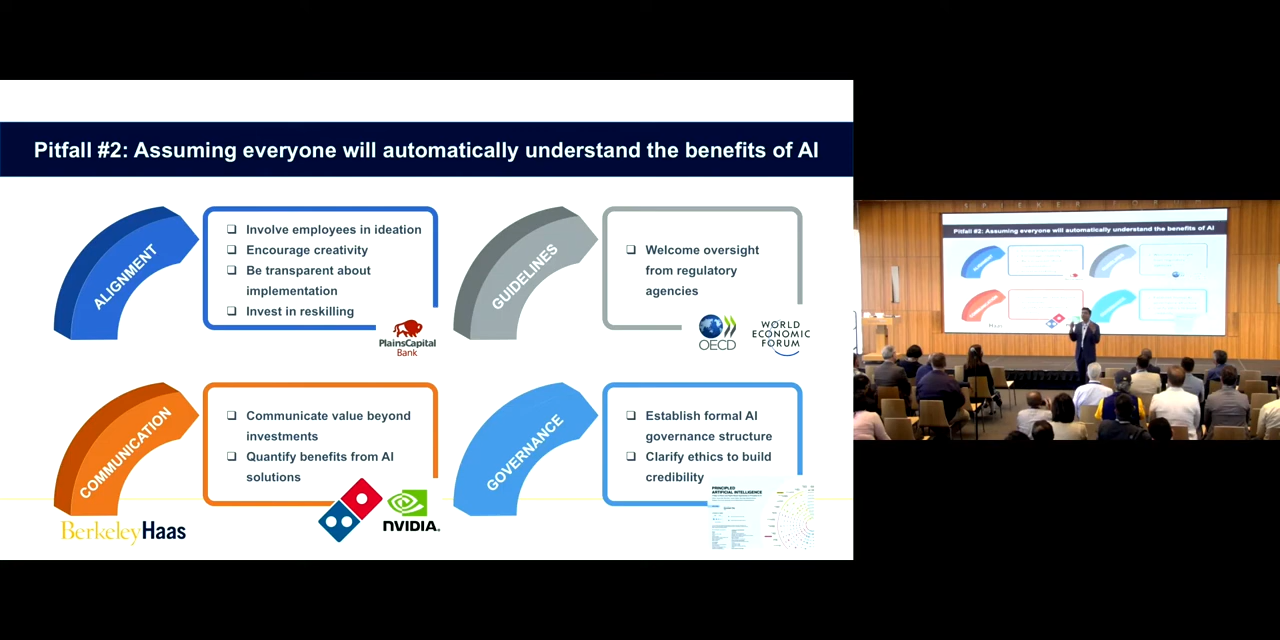 Pitfall #2: Assuming everyone will automatically understand the benefits of AI
ALIGNMENT
❑ Involve employees in ideation
❑ Encourage creativity
❑ Be transparent about
implementation
❑ Invest in reskilling
PlainsCapital
Bank
GUIDELINES
❑ Welcome oversight
from regulatory
agencies
OECD
WORLD
ECONOMIC
FORUM
COMMUNICATION
❑ Communicate value beyond
investments
❑ Quantify benefits from AI
solutions
NVIDIA.
GOVERNANCE
❑ Establish formal AI
governance structure
❑ Clarify ethics to build
credibility
PRINCIPLED
ARTIFICIAL INTELLIGENCE
BerkeleyHaas
SPIEKER FORUM
Pitfall #2: Assuming everyone will automatically understand the benefits of AI